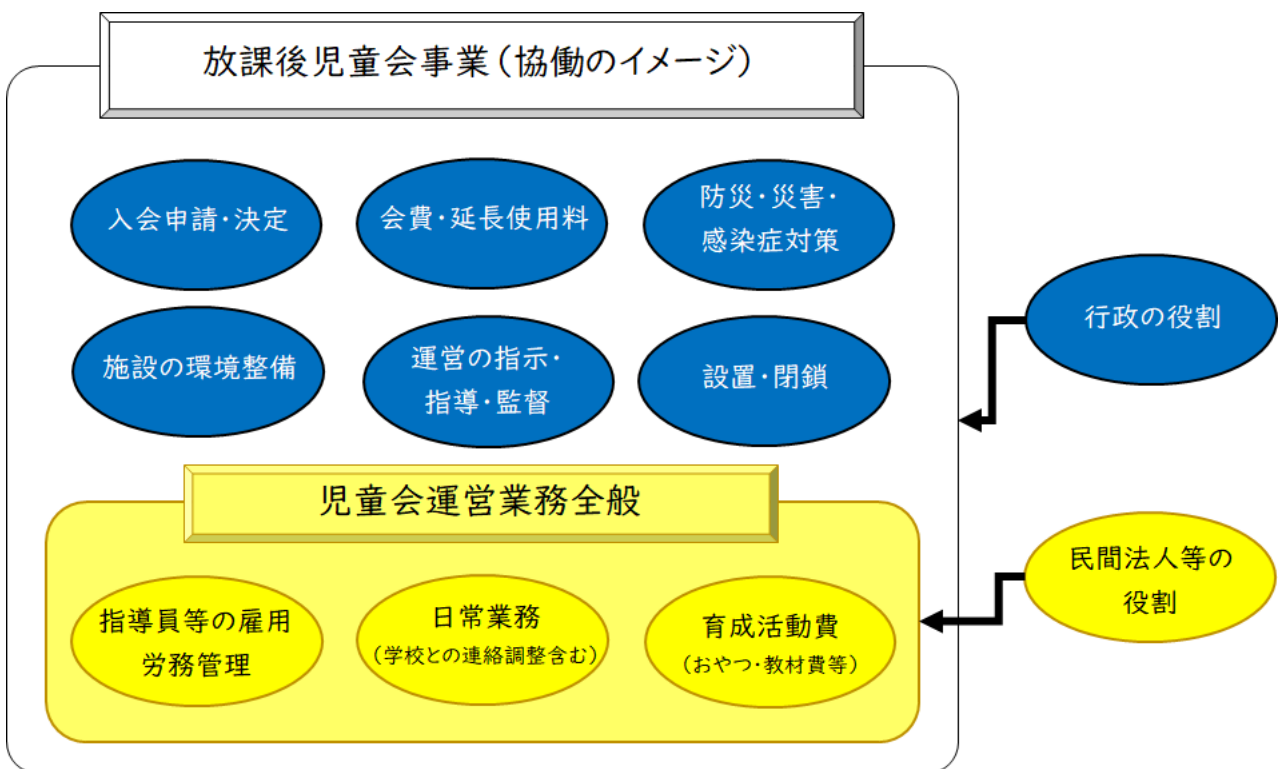 放課後児童会事業（協働のイメージ）
入会申請・決定
会費・延長使用料
防災・災害・
感染症対策
施設の環境整備
運営の指示・
指導・監督
設置・閉鎖
行政の役割
児童会運営業務全般
指導員等の雇用
労務管理
日常業務
（学校との連絡調整含む）
育成活動費
（おやつ・教材費等）
民間法人等の
役割